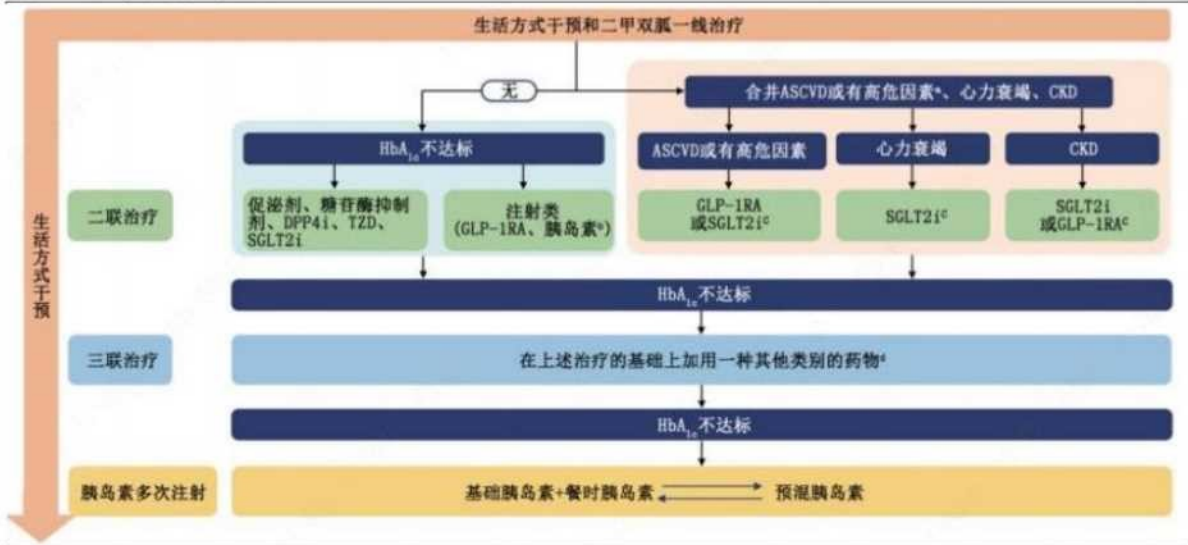 生活方式干预和二甲双胍一线治疗
无
合并ASCVD或有高危因素ᵃ、心力衰竭、CKD
HbA₁c不达标
ASCVD或有高危因素
心力衰竭
CKD
生活方式干预
二联治疗
促泌剂、糖苷酶抑制
剂、DPP4i、TZD、
SGLT2i
注射类
(GLP-1RA、胰岛素ᵇ)
GLP-1RA
或SGLT2iᶜ
SGLT2iᶜ
SGLT2i
或GLP-1RAᶜ
HbA₁c不达标
三联治疗
在上述治疗的基础上加用一种其他类别的药物ᵈ
HbA₁c不达标
胰岛素多次注射
基础胰岛素+餐时胰岛素
预混胰岛素